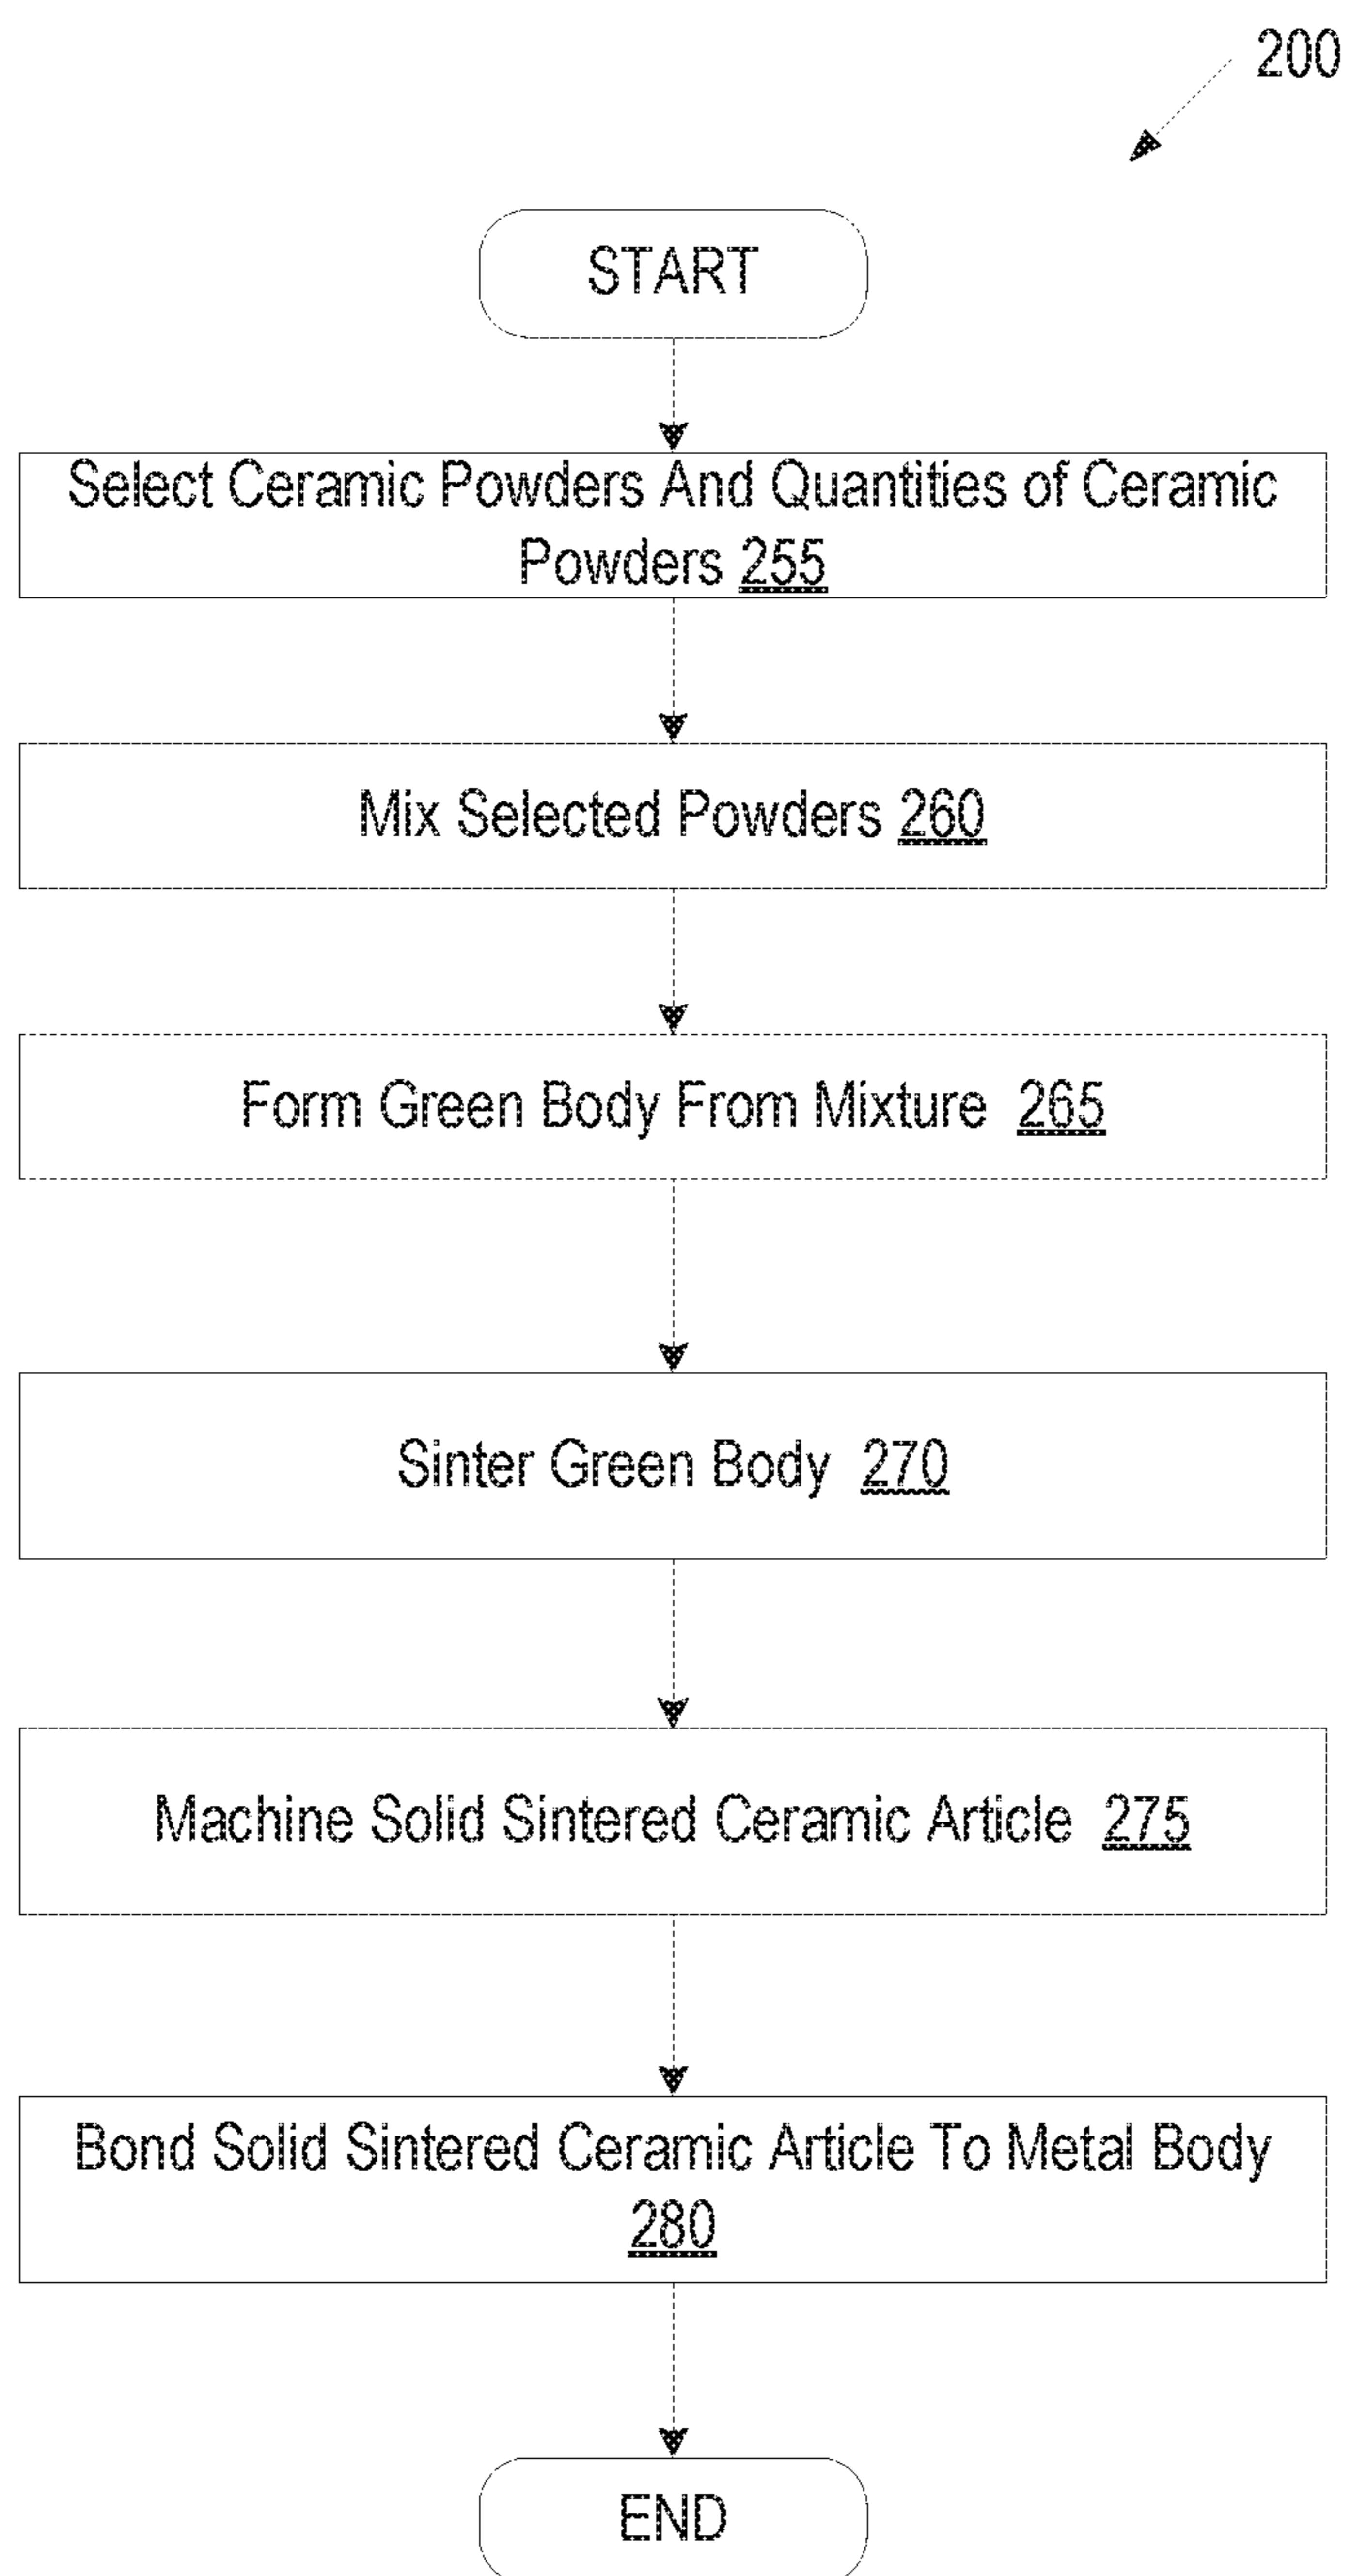 200
START
Select Ceramic Powders And Quantities of Ceramic
Powders 255
Mix Selected Powders 260
Form Green Body From Mixture 265
Sinter Green Body 270
Machine Solid Sintered Ceramic Article 275
Bond Solid Sintered Ceramic Article To Metal Body
280
END